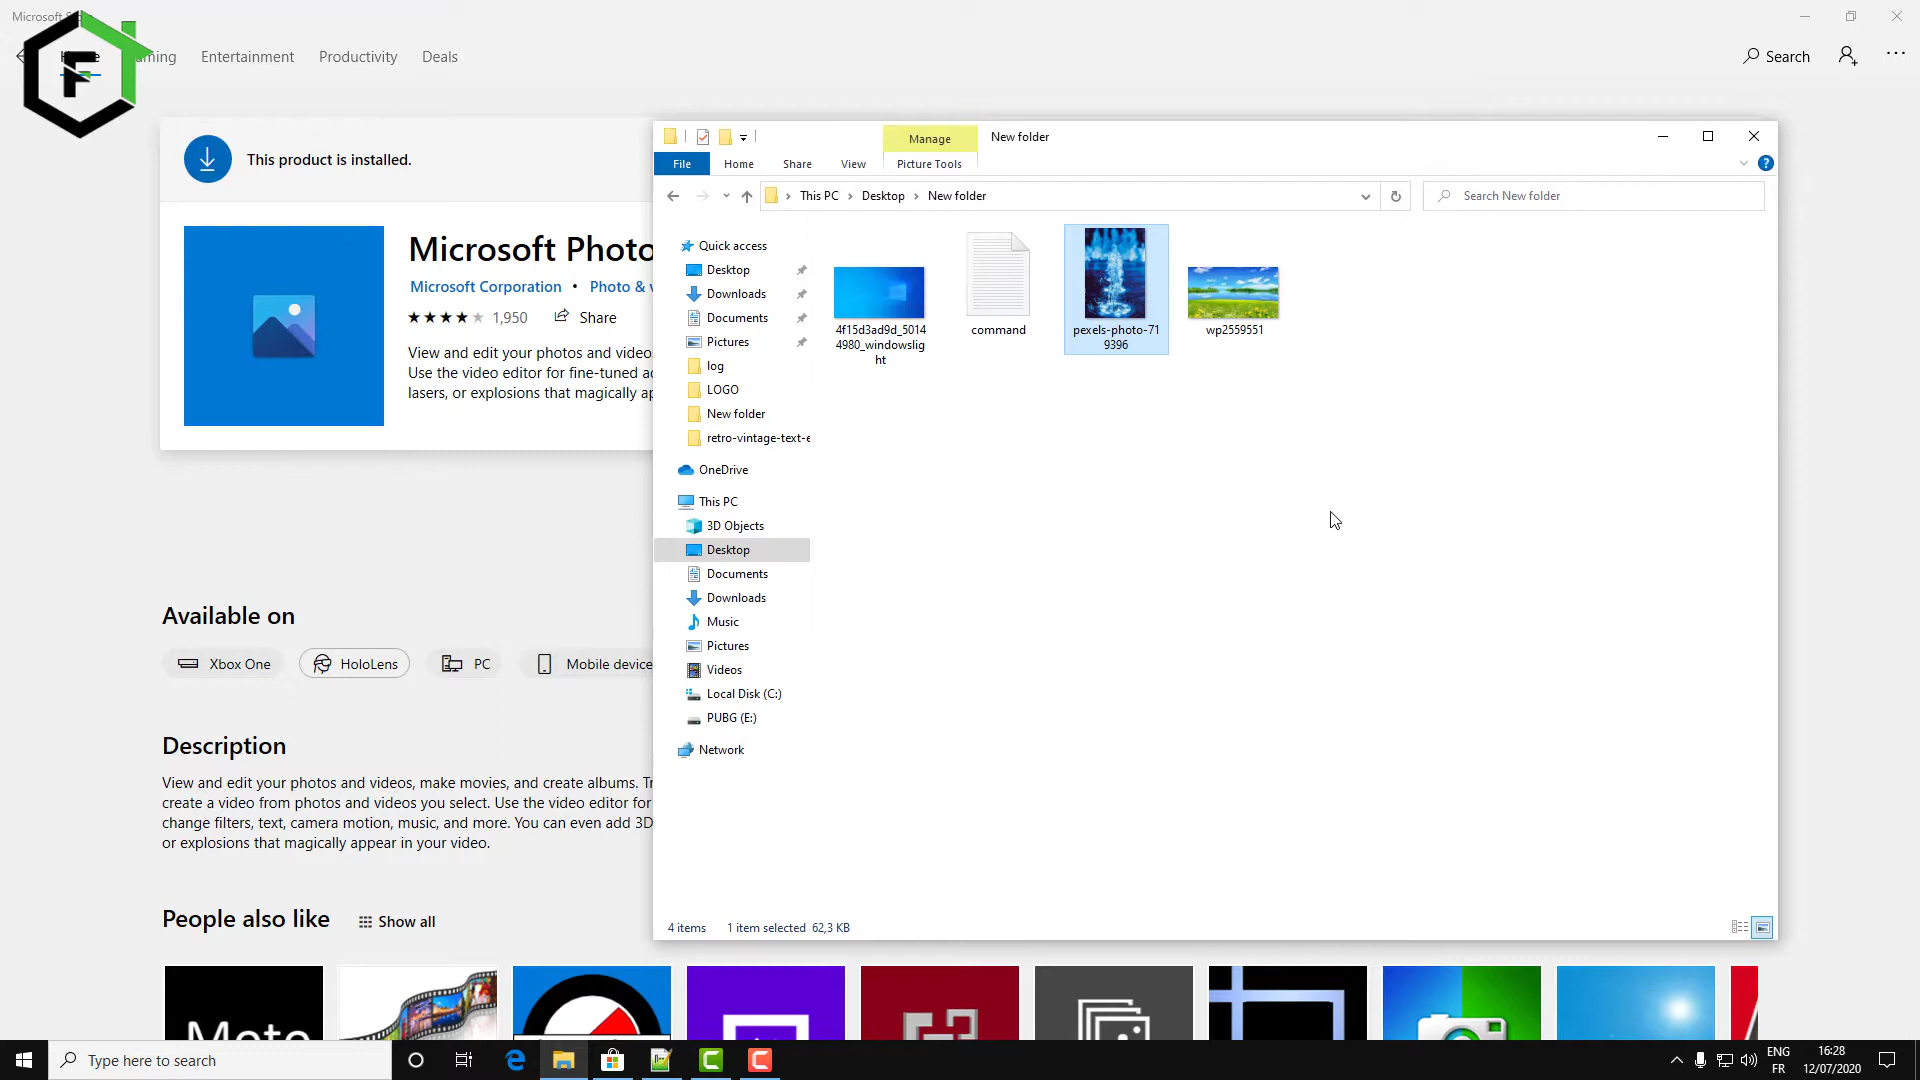 Microsoft
Home
Gaming
Entertainment
Productivity
Deals
Search
F
This product is installed.
Microsoft Photo
Microsoft Corporation • Photo &
1,950
Share
View and edit your photos and video
Use the video editor for fine-tuned
lasers, or explosions that magically
Available on
Xbox One
HoloLens
PC
Mobile device
Description
View and edit your photos and videos, make movies, and create albums.
create a video from photos and videos you select. Use the video editor for
change filters, text, camera motion, music, and more. You can even add 3D
or explosions that magically appear in your video.
People also like
Show all
Manage
New folder
File
Home
Share
View
Picture Tools
This PC
Desktop
New folder
Search New folder
Quick access
Desktop
Downloads
Documents
Pictures
log
LOGO
New folder
retro-vintage-text-e
OneDrive
This PC
3D Objects
Desktop
Documents
Downloads
Music
Pictures
Videos
Local Disk (C:)
PUBG (E:)
Network
4f15d3ad9d_5014
4980_windowslig
ht
command
pexels-photo-71
9396
wp2559551
4 items
1 item selected 62,3 KB
Type here to search
ENG
FR
16:28
12/07/2020